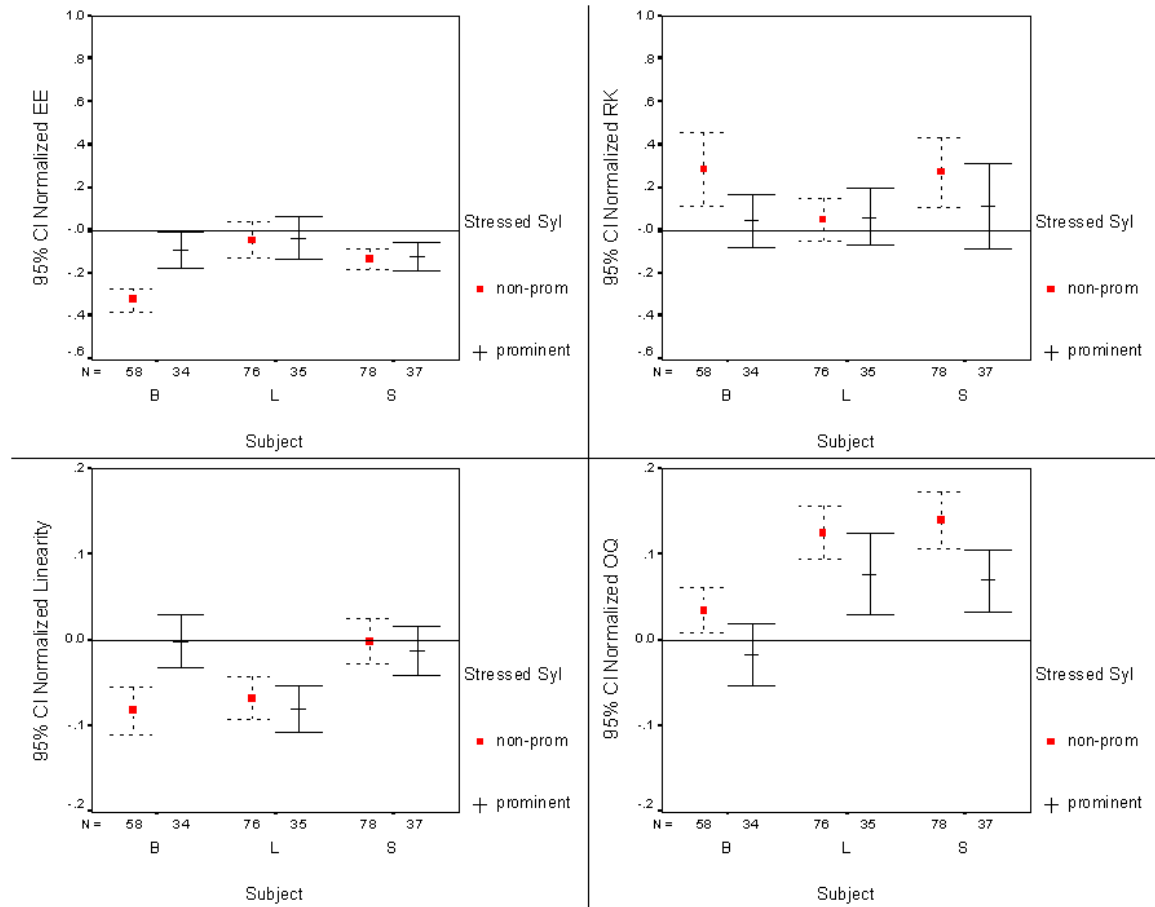 95% CI Normalized EE
1.0
.8
.6
.4
.2
-.0
-.2
-.4
-.6
N = 58 34 76 35 78 37
B L S
Subject
Stressed Syl
non-prom
prominent
95% CI Normalized RK
1.0
.8
.6
.4
.2
-.0
-.2
-.4
-.6
N = 58 34 76 35 78 37
B L S
Subject
Stressed Syl
non-prom
prominent
95% CI Normalized Linearity
.2
.1
0.0
-.1
-.2
N = 58 34 76 35 78 37
B L S
Subject
Stressed Syl
non-prom
prominent
95% CI Normalized OQ
.2
.1
0.0
-.1
-.2
N = 58 34 76 35 78 37
B L S
Subject
Stressed Syl
non-prom
prominent